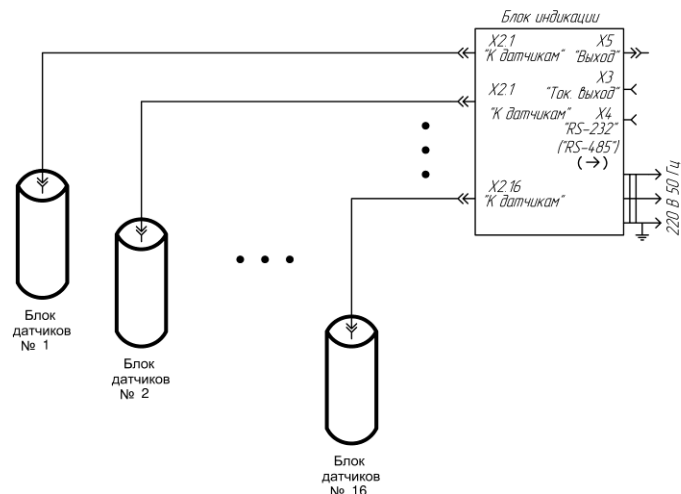 Блок индикации
X2.1 X5
"К датчикам" "Выход"
X2.1 X3
"Ток. выход"
"К датчикам" X4
"RS-232"
("RS-485")
(→)
X2.16
"К датчикам"
220 В 50 Гц
Блок
датчиков
№ 1
Блок
датчиков
№ 2
Блок
датчиков
№ 16